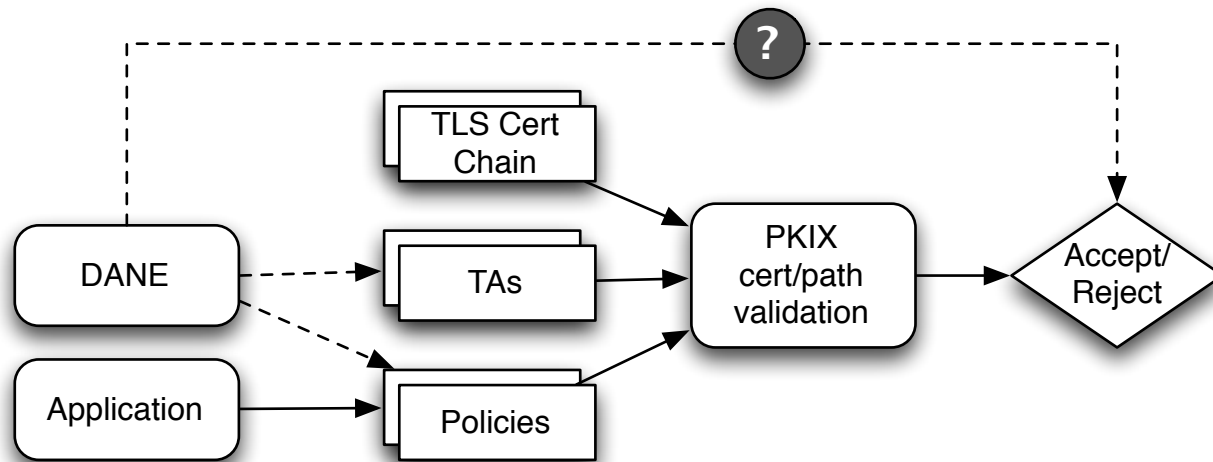 ?
TLS Cert
Chain
DANE
TAs
PKIX
cert/path
validation
Accept/
Reject
Application
Policies